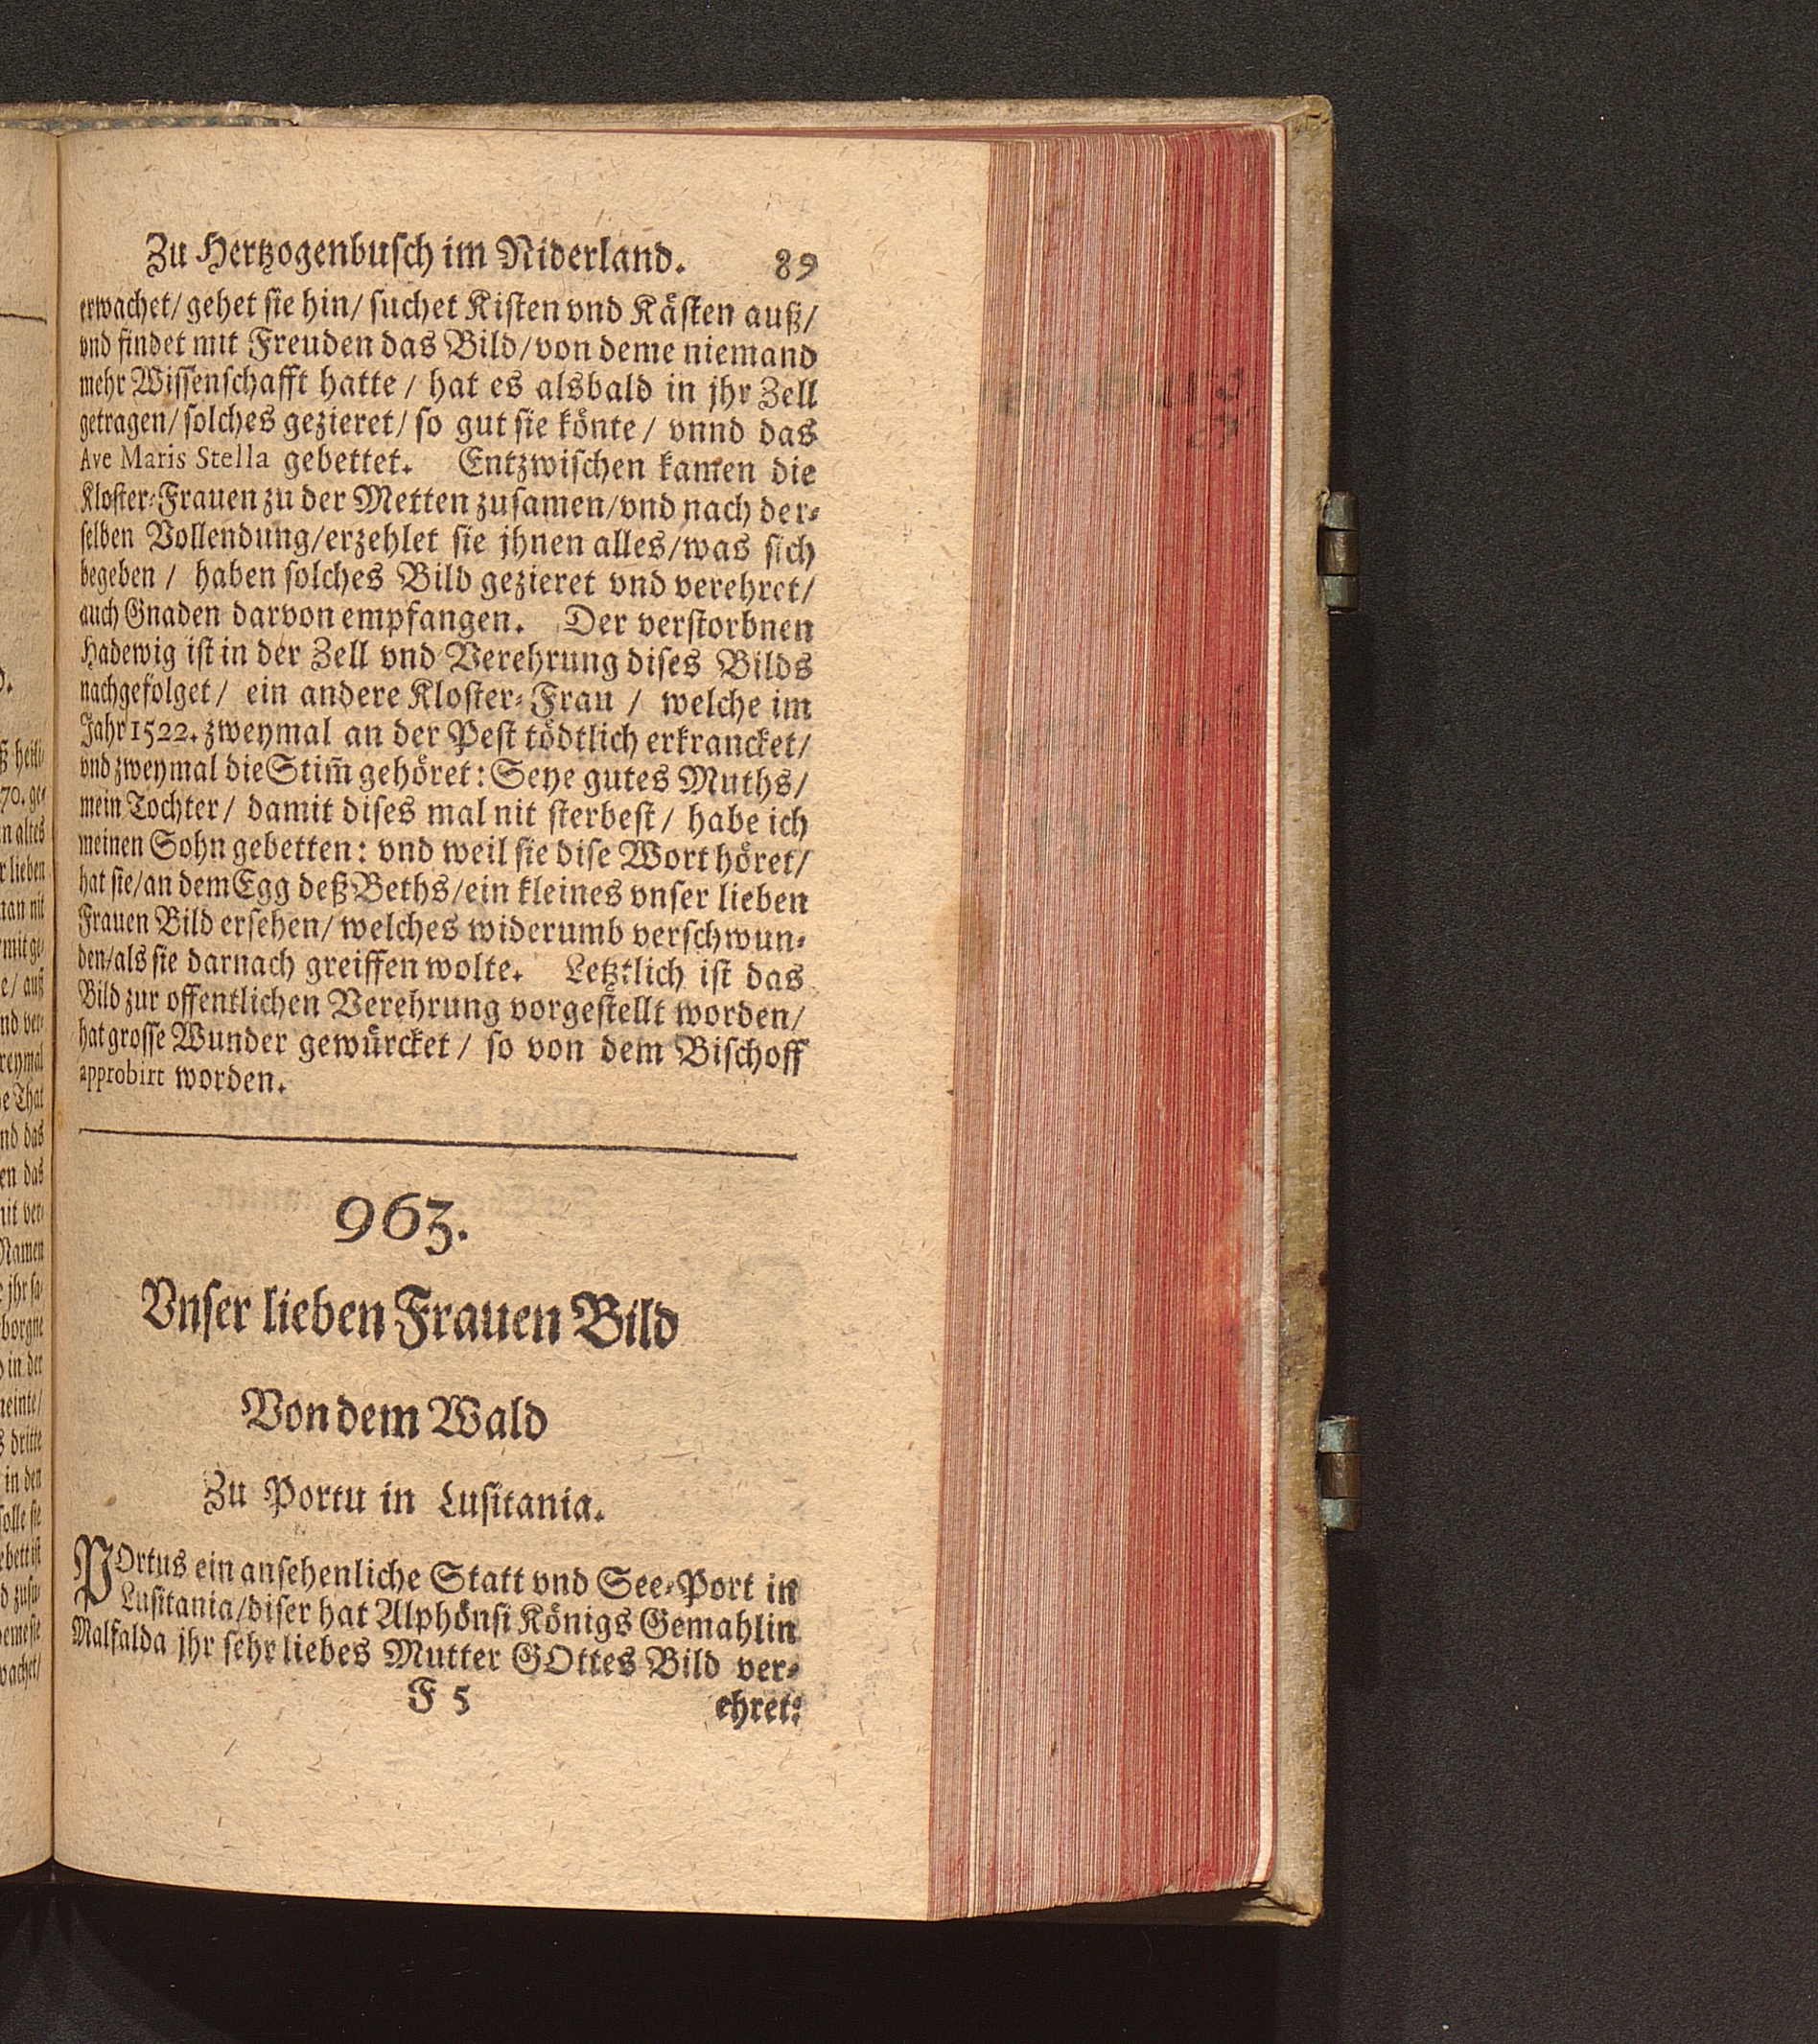 Zu Hertzogenbusch im Niderland. 89
erwachet/ gehet sie hin/ suchet Kisten vnd Kästen auß/
vnd findet mit Freuden das Bild/ von deme niemand
mehr Wissenschafft hatte / hat es alsbald in jhr Zell
getragen/ solches gezieret/ so gut sie könte/ vnnd das
Ave Maris Stella gebettet. Entzwischen kamen die
Kloster-Frauen zu der Metten zusamen/ vnd nach der-
selben Vollendung/ erzehlet sie jhnen alles/ was sich
begeben / haben solches Bild gezieret vnd verehret/
auch Gnaden darvon empfangen. Der verstorbnen
Hadewig ist in der Zell vnd Verehrung dises Bilds
nachgefolget/ ein andere Kloster-Frau / welche im
Jahr 1522. zweymal an der Pest tödtlich erkrancket/
vnd zweymal die Stim̃ gehöret: Seye gutes Muths/
mein Tochter/ damit dises mal nit sterbest/ habe ich
meinen Sohn gebetten: vnd weil sie dise Wort höret/
hat sie/ an dem Egg deß Beths/ ein kleines vnser lieben
Frauen Bild ersehen/ welches widerumb verschwun-
den/ als sie darnach greiffen wolte. Letztlich ist das
Bild zur offentlichen Verehrung vorgestellt worden/
hat grosse Wunder gewürcket/ so von dem Bischoff
approbirt worden.
963.
Vnser lieben Frauen Bild
Von dem Wald
Zu Portu in Lusitania.
POrtus ein ansehenliche Statt vnd See-Port in
Lusitania/ diser hat Alphönsi Königs Gemahlin
Malfalda jhr sehr liebes Mutter GOttes Bild ver-
F 5 ehret: